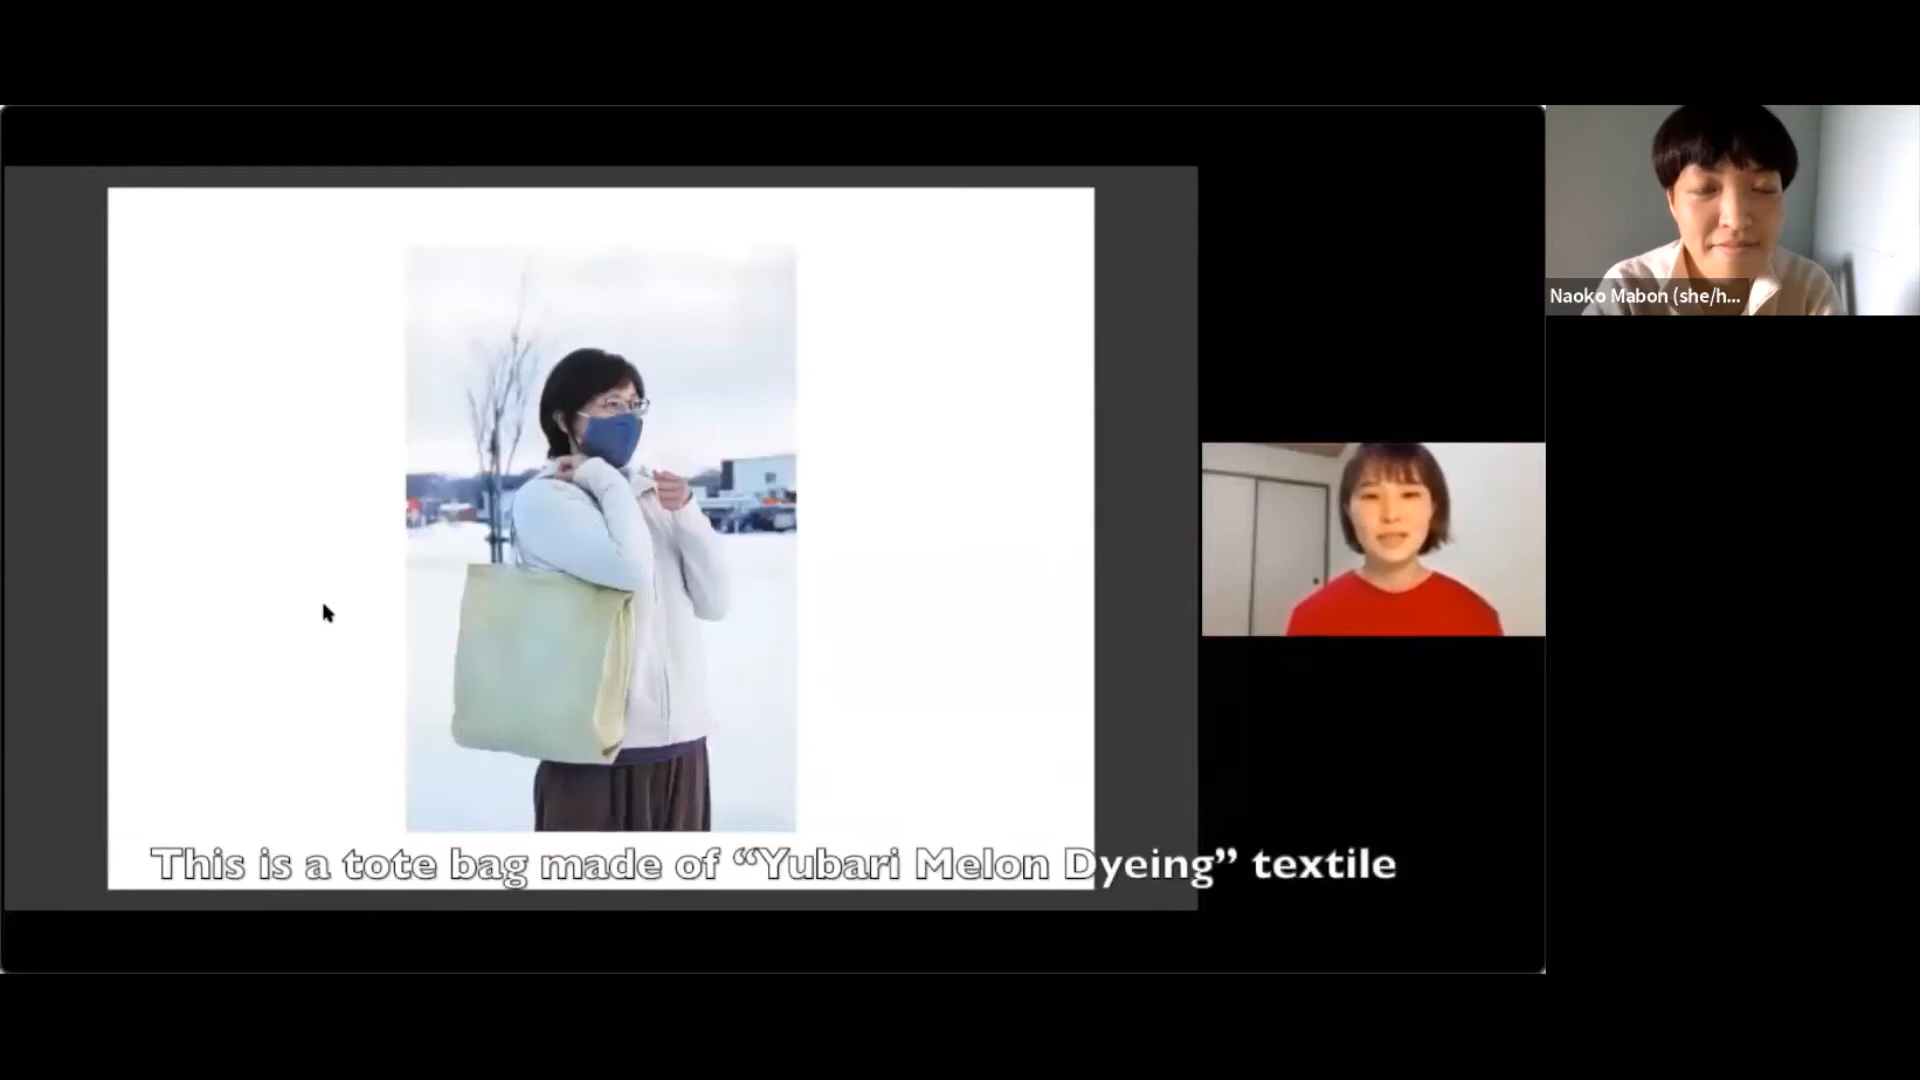 Naoko Mabon (she/h...
This is a tote bag made of “Yubari Melon Dyeing” textile